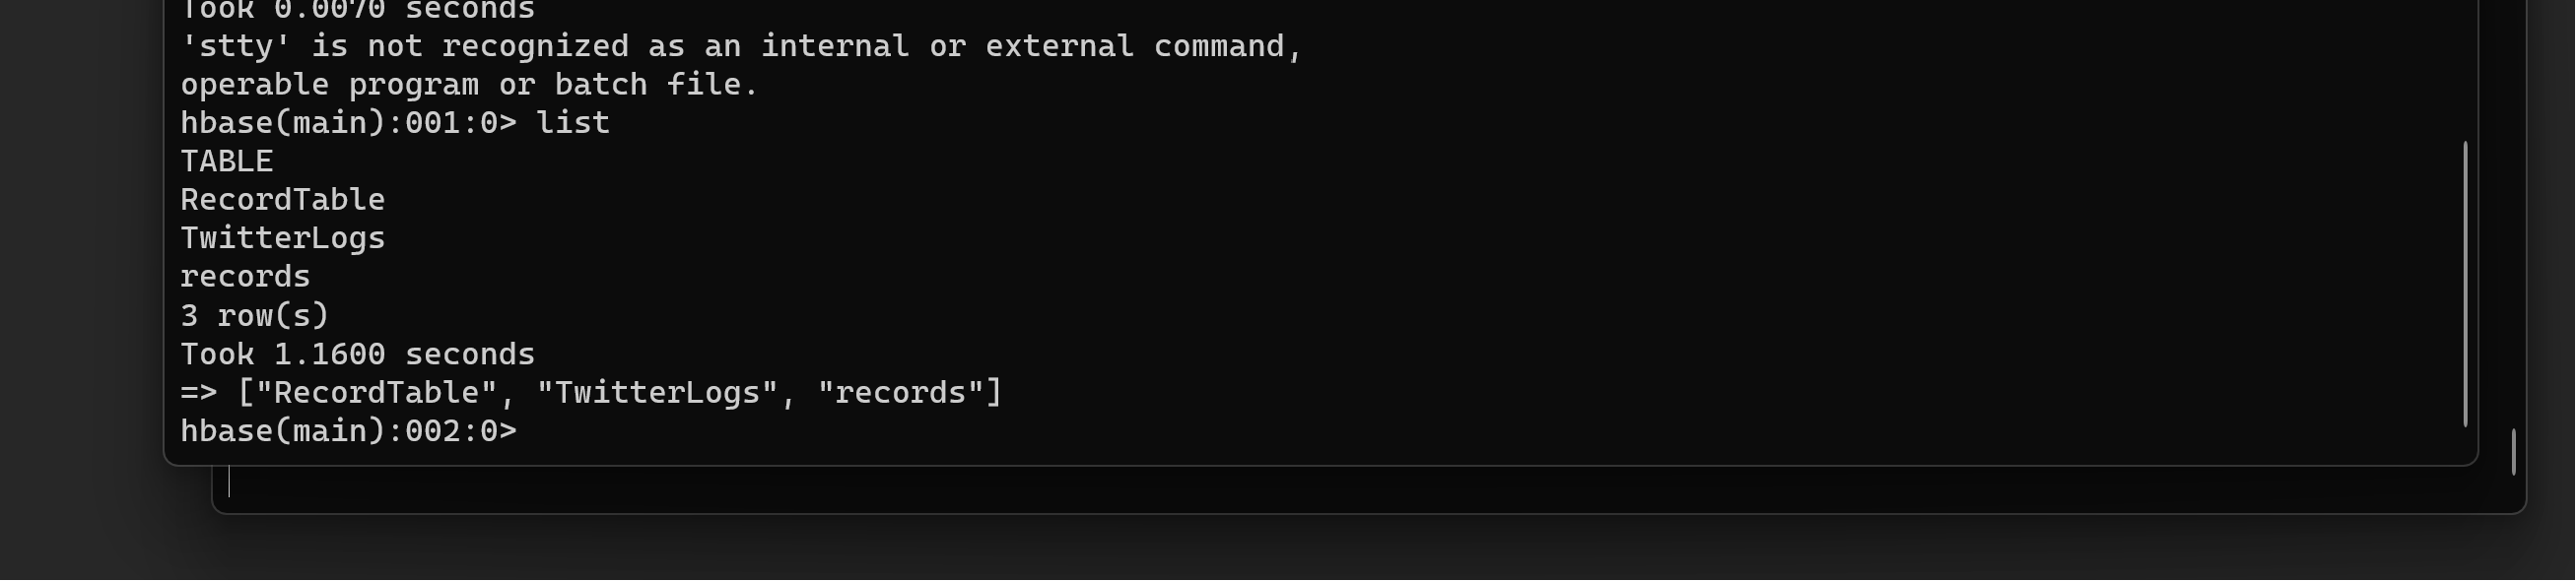 Took 0.0070 seconds
'stty' is not recognized as an internal or external command,
operable program or batch file.
hbase(main):001:0> list
TABLE
RecordTable
TwitterLogs
records
3 row(s)
Took 1.1600 seconds
=> ["RecordTable", "TwitterLogs", "records"]
hbase(main):002:0>